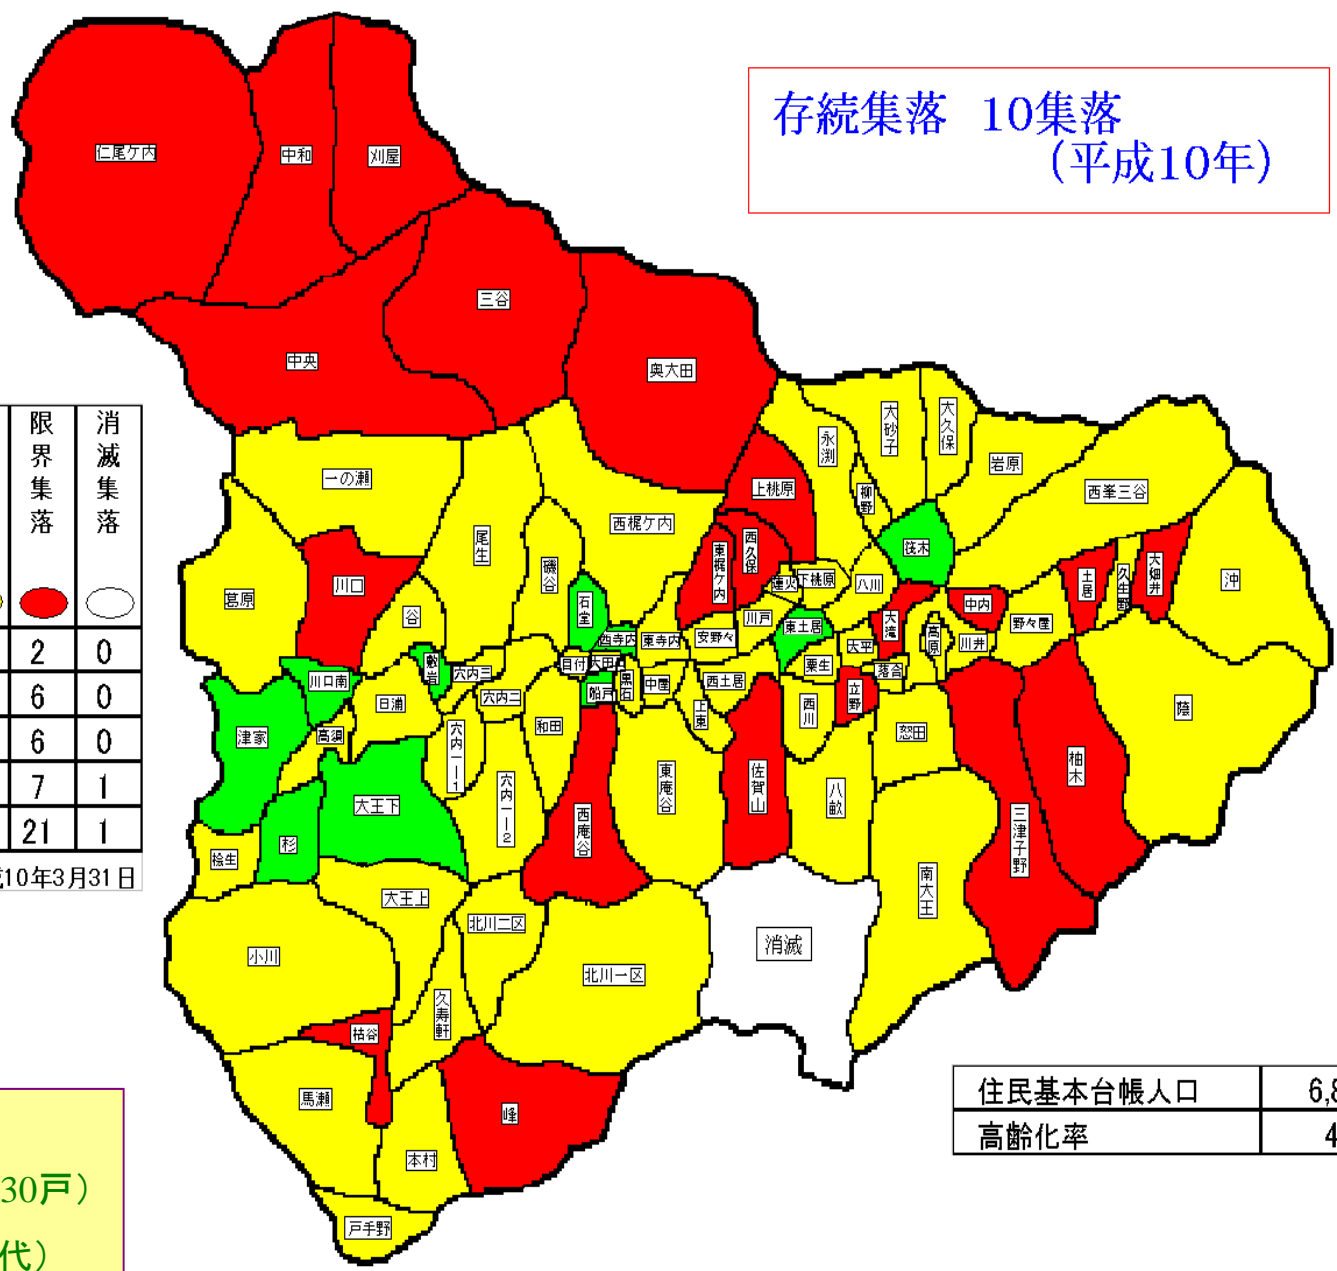 存続集落 10集落
(平成10年)
仁尾ケ内
中和
刈屋
三谷
中央
奥大田
限界集落
消滅集落
2 0
6 0
6 0
7 1
21 1
10年3月31日
一の瀬
尾生
西梶ケ内
磯谷
上桃原
永渕
柳野
大砂子
大久保
岩原
西峯三谷
筏木
沖
葛原
川口
谷
石堂
西寺内
東寺内
東梶ケ内
西久保
蓮火
下桃原
八川
川戸
安野々
東土居
大滝
中内
高原
川井
野々屋
土居
久生野
大畑井
蔭
川口南
敷岩
穴内三
日浦
穴内二
津家
高須
穴内一ー1
和田
穴内一ー2
目付
大田口
船戸
黒石
中屋
西土居
上東
粟生
大平
落合
立野
西川
怒田
大王下
杉
桧生
西庵谷
東庵谷
佐賀山
八畝
南大王
三津子野
柚木
大王上
北川二区
小川
久寿軒
北川一区
消滅
枯谷
馬瀬
本村
峰
戸手野
住民基本台帳人口 6,8
高齢化率 4
30戸)
代)